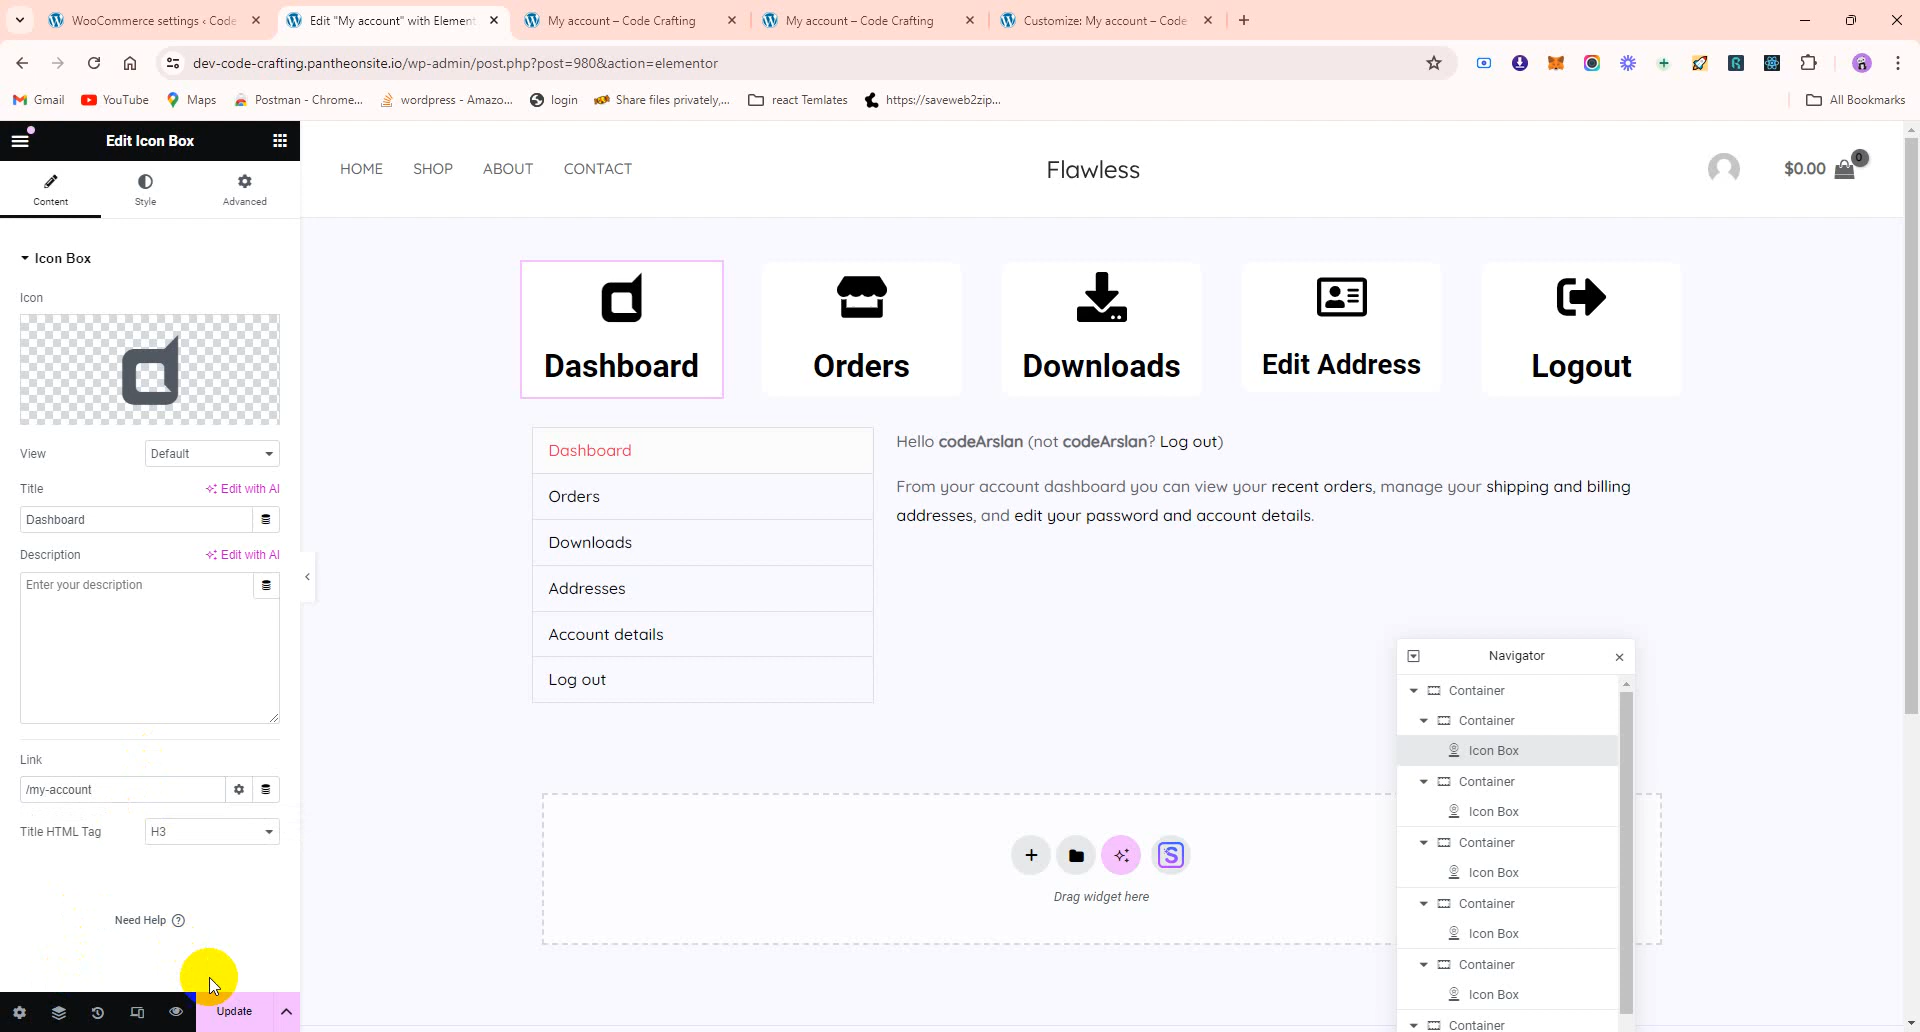 WooCommerce settings ‹ Code
Edit "My account" with Element
My account – Code Crafting
My account – Code Crafting
Customize: My account – Code
dev-code-crafting.pantheonsite.io/wp-admin/post.php?post=980&action=elementor
Gmail
YouTube
Maps
Postman - Chrome...
wordpress - Amazo...
login
Share files privately,...
react Temlates
https://saveweb2zip...
All Bookmarks
Edit Icon Box
Content
Style
Advanced
Icon Box
Icon
View
Default
Title
Edit with AI
Dashboard
Description
Edit with AI
Enter your description
Link
/my-account
Title HTML Tag
H3
Need Help
Update
HOME
SHOP
ABOUT
CONTACT
Flawless
$0.00
0
Dashboard
Orders
Downloads
Edit Address
Logout
Dashboard
Orders
Downloads
Addresses
Account details
Log out
Hello codeArslan (not codeArslan? Log out)
From your account dashboard you can view your recent orders, manage your shipping and billing
addresses, and edit your password and account details.
Drag widget here
Navigator
Container
Container
Icon Box
Container
Icon Box
Container
Icon Box
Container
Icon Box
Container
Icon Box
Container